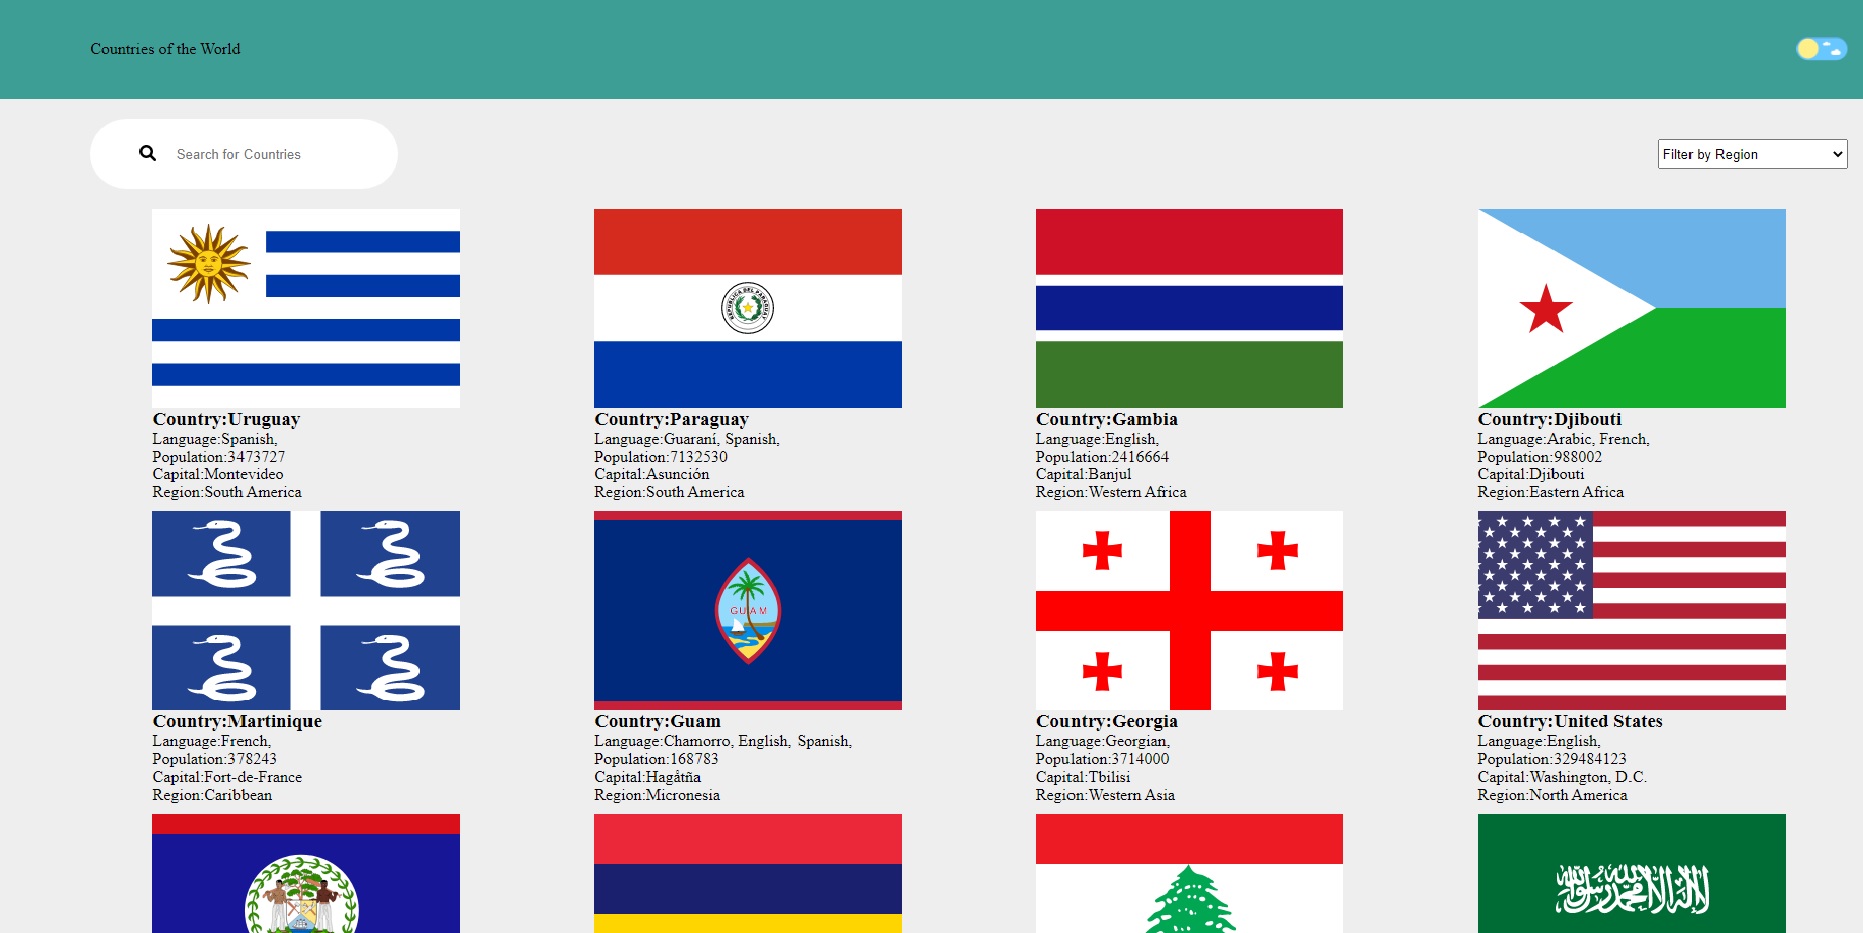 Countries of the World
Search for Countries
Filter by Region
REPUBLICA DEL PARAGUAY
Country:Uruguay
Language:Spanish,
Population:3473727
Capital:Montevideo
Region:South America
Country:Paraguay
Language:Guaraní, Spanish,
Population:7132530
Capital:Asunción
Region:South America
Country:Gambia
Language:English,
Population:2416664
Capital:Banjul
Region:Western Africa
Country:Djibouti
Language:Arabic, French,
Population:988002
Capital:Djibouti
Region:Eastern Africa
GUAM
Country:Martinique
Language:French,
Population:378243
Capital:Fort-de-France
Region:Caribbean
Country:Guam
Language:Chamorro, English, Spanish,
Population:168783
Capital:Hagåtña
Region:Micronesia
Country:Georgia
Language:Georgian,
Population:3714000
Capital:Tbilisi
Region:Western Asia
Country:United States
Language:English,
Population:329484123
Capital:Washington, D.C.
Region:North America
لا إله إلا الله محمد رسول الله